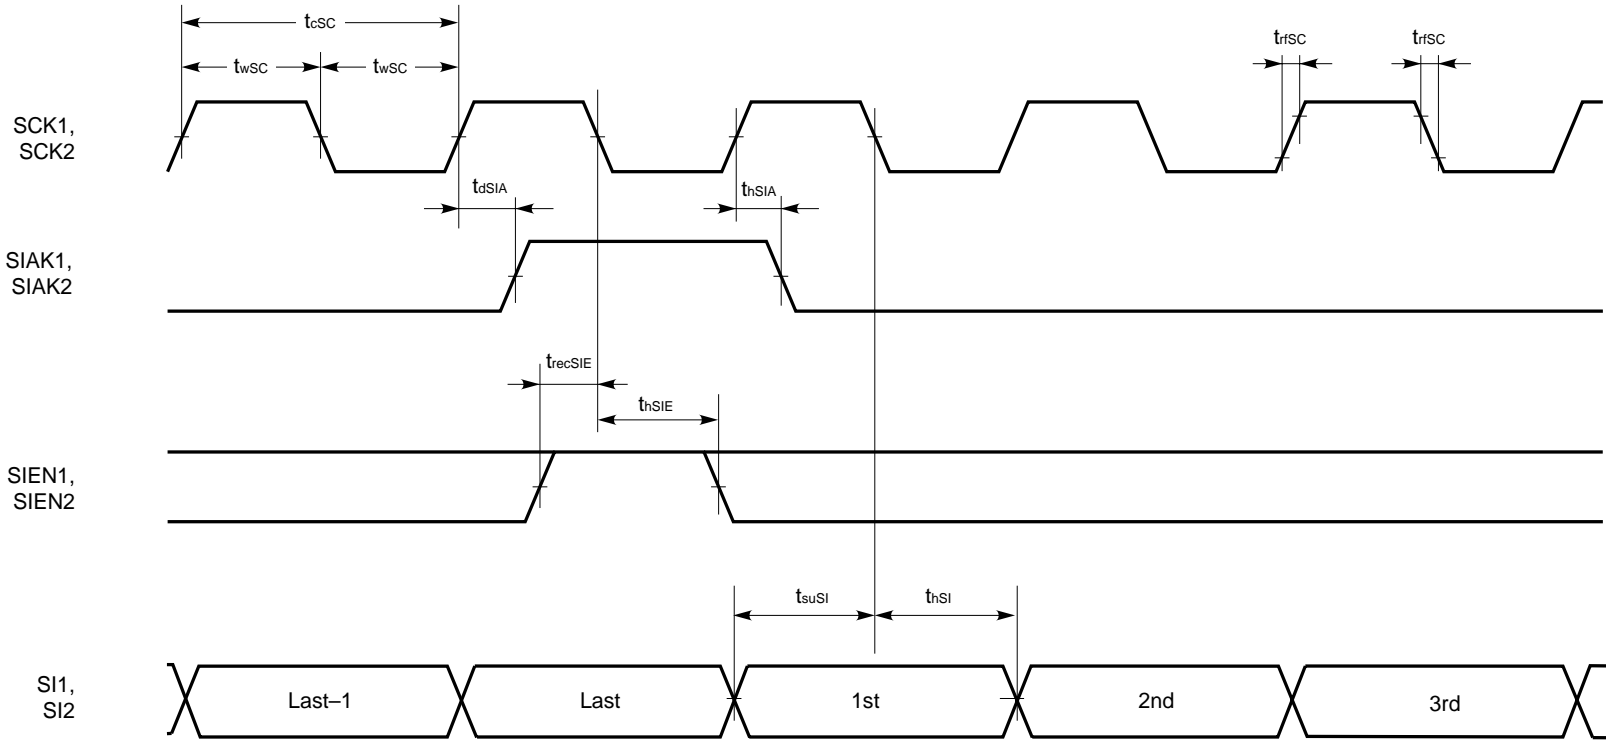 tcSC
twSC twSC
trfSC trfSC
SCK1,
SCK2
tdSIA thSIA
SIAK1,
SIAK2
trecSIE
thSIE
SIEN1,
SIEN2
tsuSI thSI
SI1,
SI2
Last–1 Last 1st 2nd 3rd